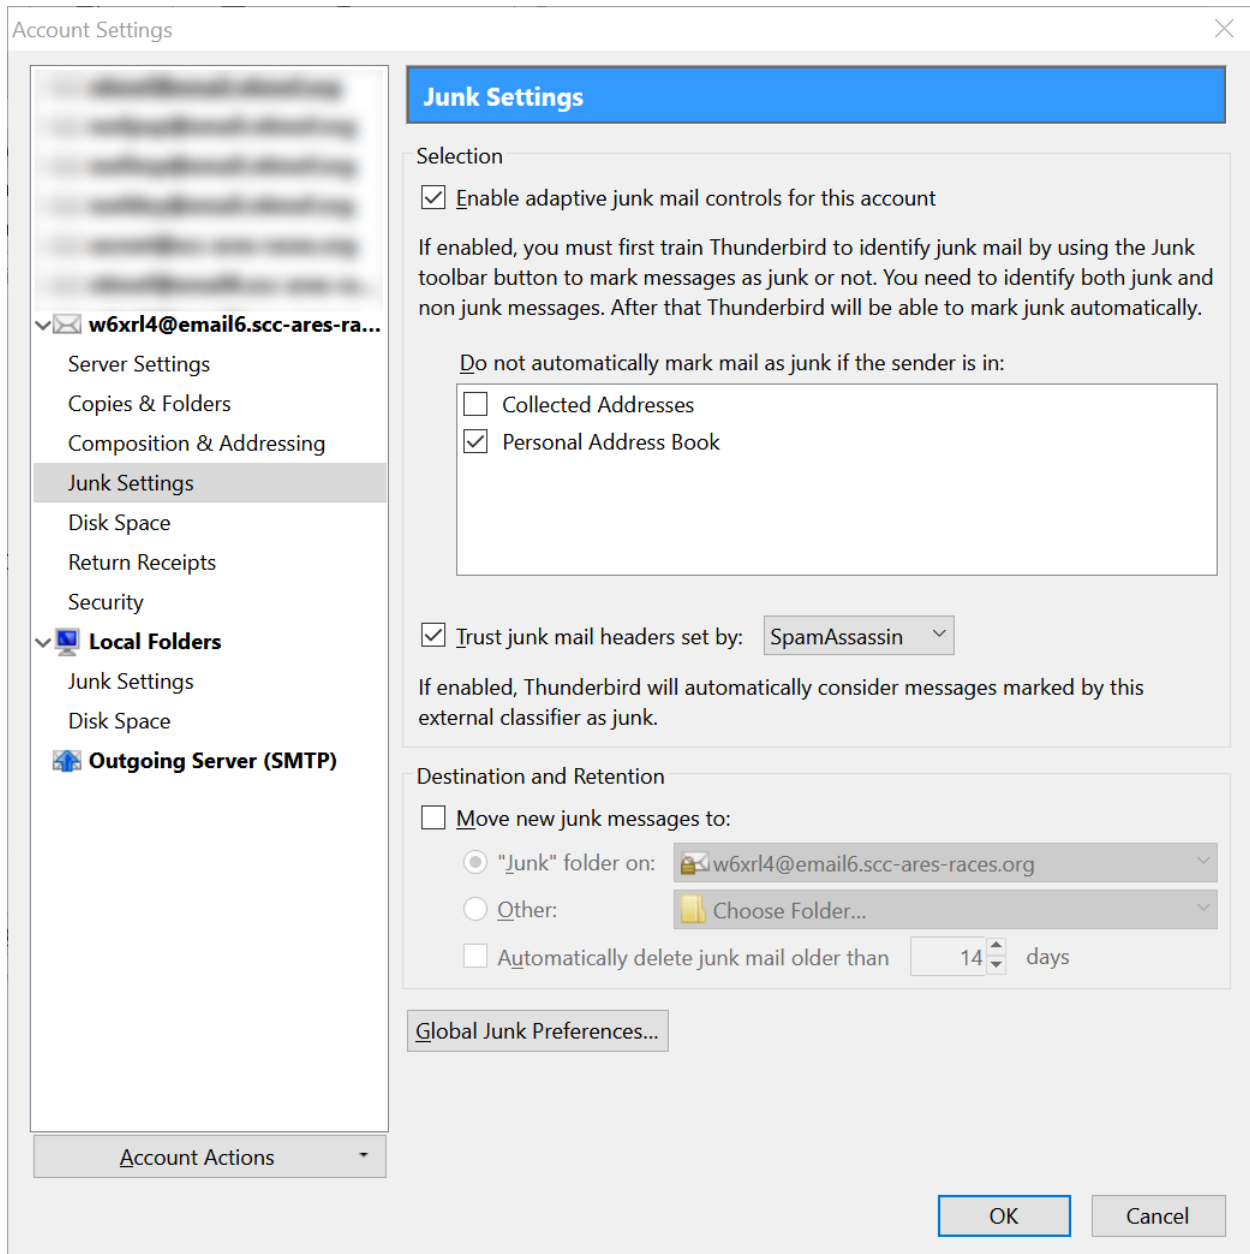 Account Settings
w6xrl4@email6.scc-ares-ra...
Server Settings
Copies & Folders
Composition & Addressing
Junk Settings
Disk Space
Return Receipts
Security
Local Folders
Junk Settings
Disk Space
Outgoing Server (SMTP)
Account Actions
Junk Settings
Selection
Enable adaptive junk mail controls for this account
If enabled, you must first train Thunderbird to identify junk mail by using the Junk
toolbar button to mark messages as junk or not. You need to identify both junk and
non junk messages. After that Thunderbird will be able to mark junk automatically.
Do not automatically mark mail as junk if the sender is in:
Collected Addresses
Personal Address Book
Trust junk mail headers set by: SpamAssassin
If enabled, Thunderbird will automatically consider messages marked by this
external classifier as junk.
Destination and Retention
Move new junk messages to:
"Junk" folder on: w6xrl4@email6.scc-ares-races.org
Other: Choose Folder...
Automatically delete junk mail older than 14 days
Global Junk Preferences...
OK Cancel